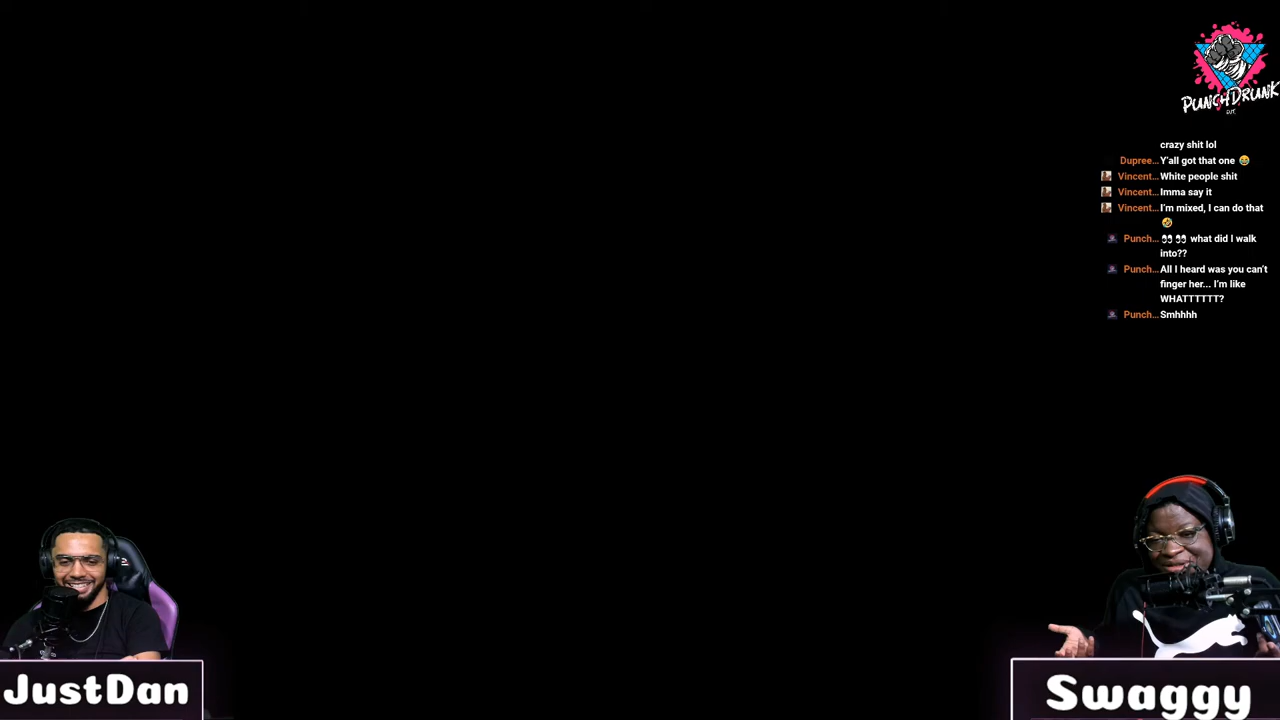 PUNCHDRUNK
ENT.
crazy shit lol
Dupree... Y'all got that one 😂
Vincent... White people shit
Vincent... Imma say it
Vincent... I'm mixed, I can do that
🤣
Punch... 👀 👀 what did I walk
into??
Punch... All I heard was you can't
finger her... I'm like
WHATTTTTT?
Punch... Smhhhh
JustDan
Swaggy